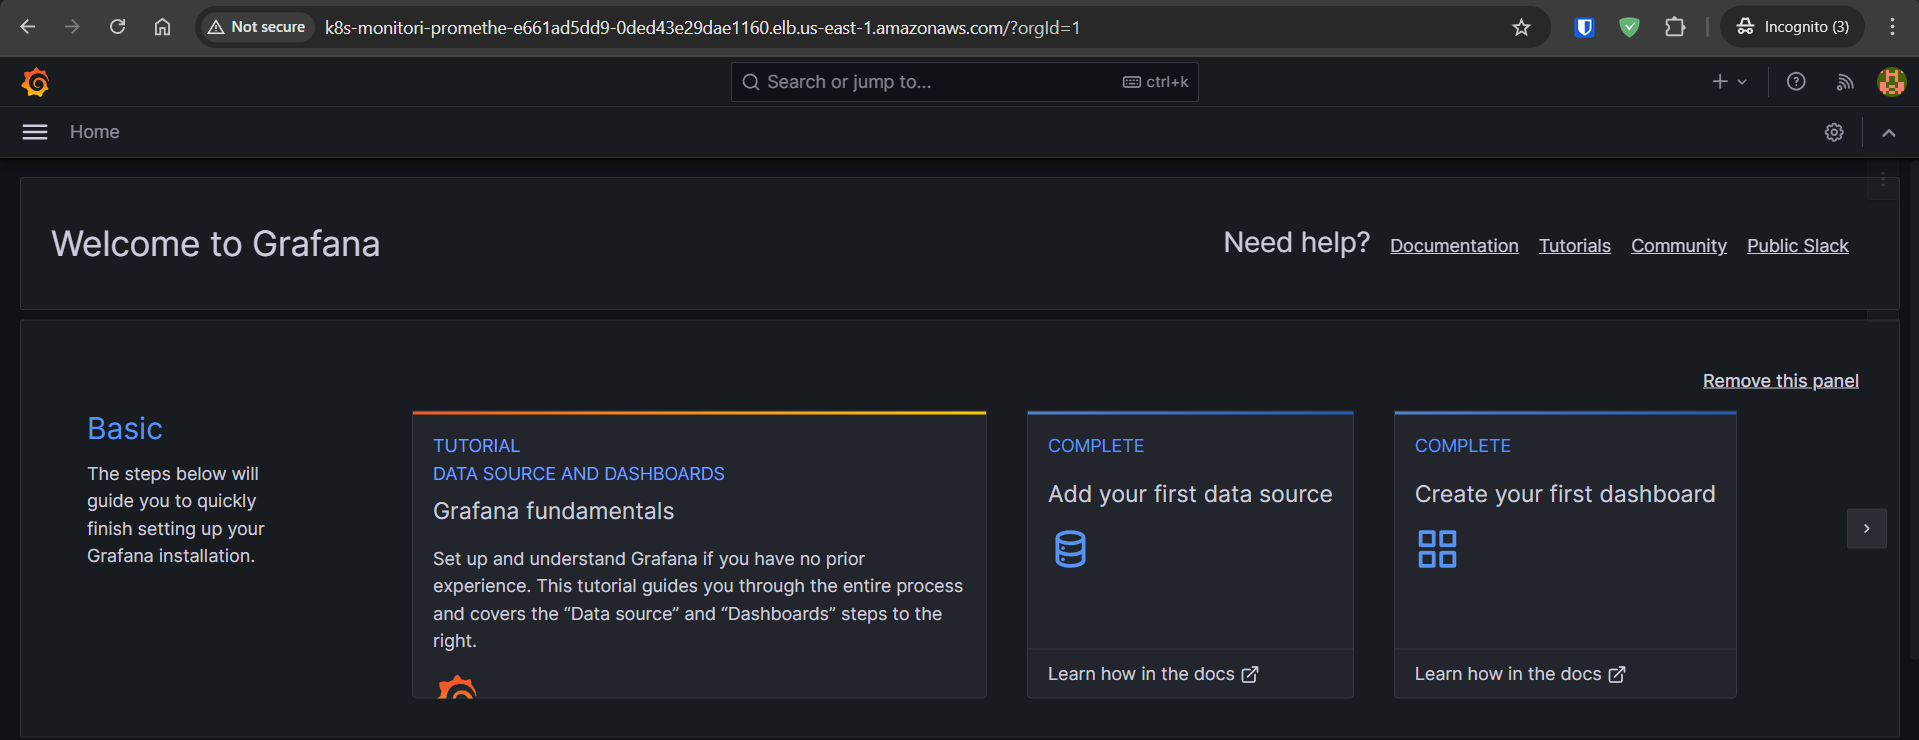 Not secure
k8s-monitori-promethe-e661ad5dd9-0ded43e29dae1160.elb.us-east-1.amazonaws.com/?orgId=1
Incognito (3)
Search or jump to...
ctrl+k
Home
Welcome to Grafana
Need help?
Documentation
Tutorials
Community
Public Slack
Remove this panel
Basic
The steps below will
guide you to quickly
finish setting up your
Grafana installation.
TUTORIAL
DATA SOURCE AND DASHBOARDS
Grafana fundamentals
Set up and understand Grafana if you have no prior
experience. This tutorial guides you through the entire process
and covers the “Data source” and “Dashboards” steps to the
right.
COMPLETE
Add your first data source
Learn how in the docs
COMPLETE
Create your first dashboard
Learn how in the docs